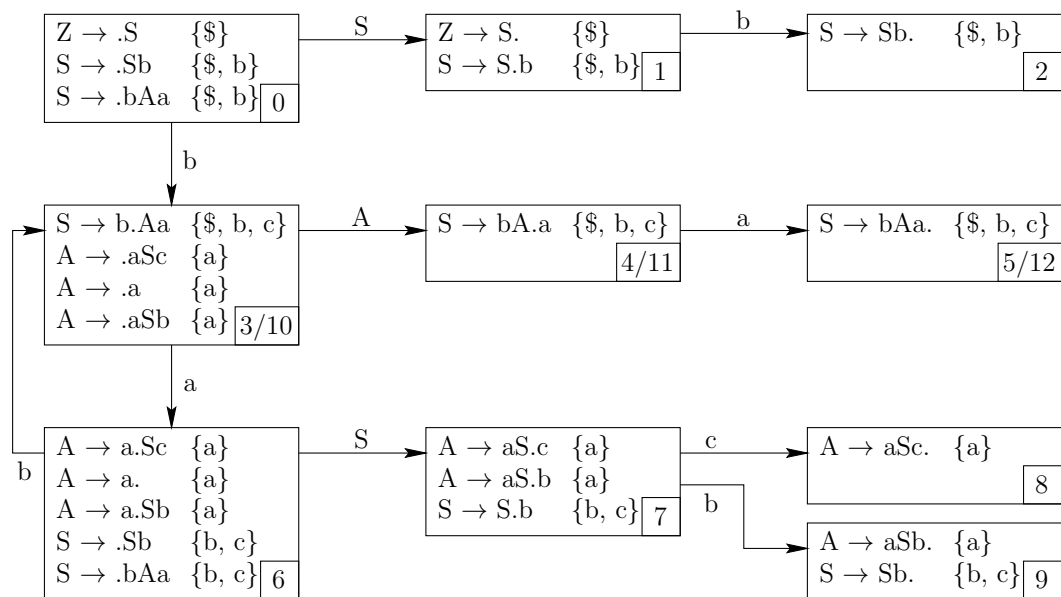 Z → .S {$}
S → .Sb {$, b}
S → .bAa {$, b}
0
S
Z → S. {$}
S → S.b {$, b}
1
b
S → Sb. {$, b}
2
b
S → b.Aa {$, b, c}
A → .aSc {a}
A → .a {a}
A → .aSb {a}
3/10
A
S → bA.a {$, b, c}
4/11
a
S → bAa. {$, b, c}
5/12
a
b
A → a.Sc {a}
A → a. {a}
A → a.Sb {a}
S → .Sb {b, c}
S → .bAa {b, c}
6
S
A → aS.c {a}
A → aS.b {a}
S → S.b {b, c}
7
c
A → aSc. {a}
8
b
A → aSb. {a}
S → Sb. {b, c}
9